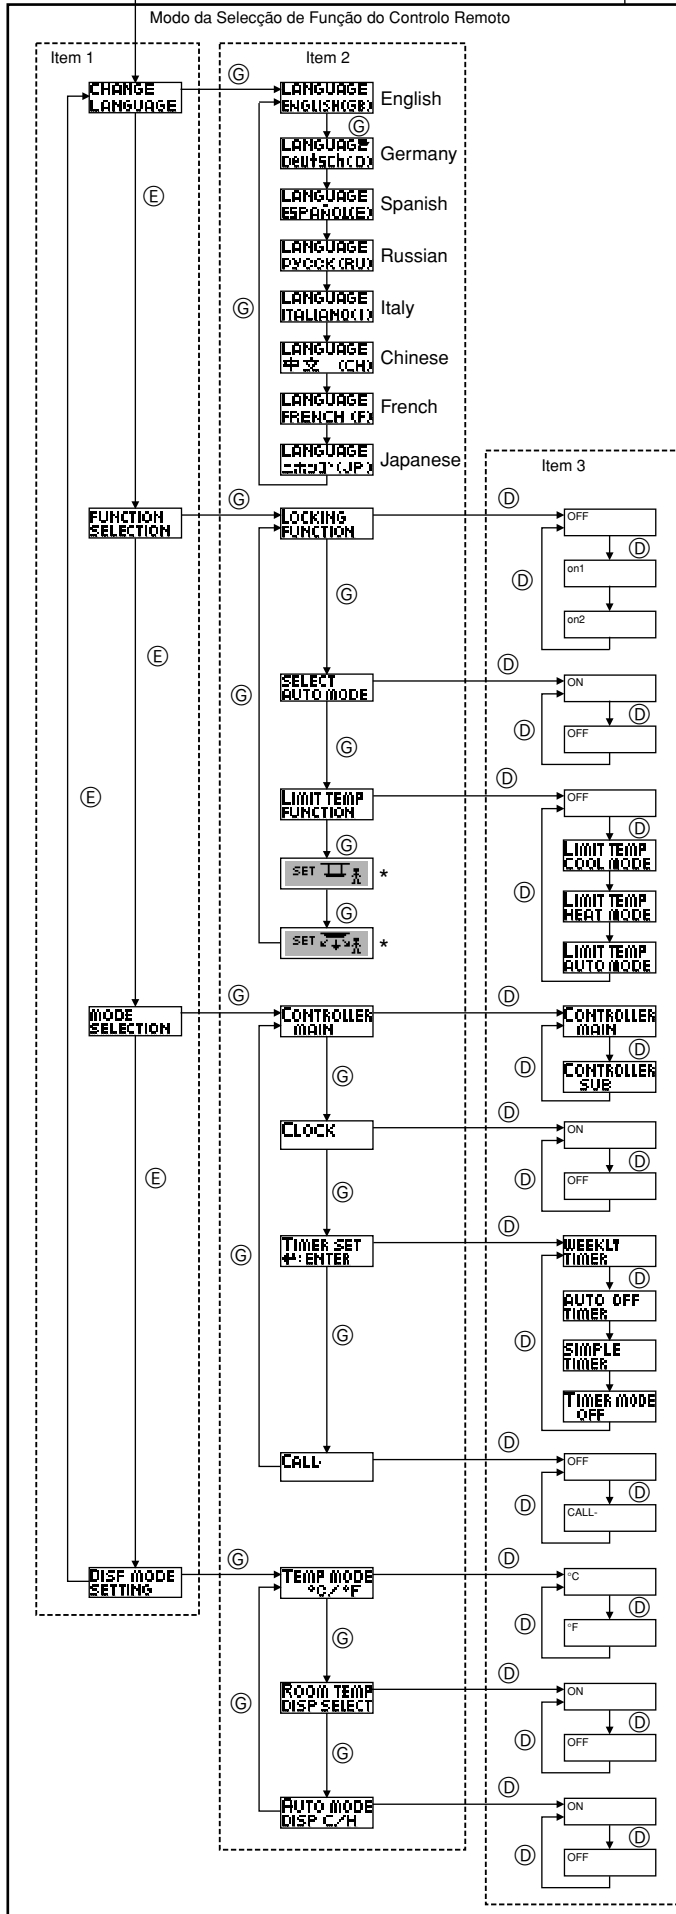 Modo da Selecção de Função do Controlo Remoto
Item 1
Item 2
CHANGE
LANGUAGE
G
LANGUAGE
ENGLISH(GB)
English
G
LANGUAGE
Deutsch(D)
Germany
E
LANGUAGE
ESPAÑOL(E)
Spanish
LANGUAGE
РУССК(RU)
Russian
G
LANGUAGE
ITALIANO(I)
Italy
LANGUAGE
中文 (CH)
Chinese
LANGUAGE
FRENCH (F)
French
LANGUAGE
ニホンゴ(JP)
Japanese
Item 3
FUNCTION
SELECTION
G
LOCKING
FUNCTION
D
OFF
D
on1
D
on2
G
E
G
SELECT
AUTO MODE
D
ON
D
OFF
D
G
E
LIMIT TEMP
FUNCTION
D
OFF
D
LIMIT TEMP
COOL MODE
D
LIMIT TEMP
HEAT MODE
LIMIT TEMP
AUTO MODE
G
SET *
G
SET *
MODE
SELECTION
G
CONTROLLER
MAIN
D
CONTROLLER
MAIN
D
CONTROLLER
SUB
D
G
CLOCK
D
ON
D
OFF
D
E
G
G
TIMER SET
↵:ENTER
D
WEEKLY
TIMER
D
AUTO OFF
TIMER
D
SIMPLE
TIMER
TIMER MODE
OFF
G
CALL-
D
OFF
D
CALL-
D
DISP MODE
SETTING
G
TEMP MODE
°C/°F
D
°C
D
°F
D
G
G
ROOM TEMP
DISP SELECT
D
ON
D
OFF
D
G
AUTO MODE
DISP C/H
D
ON
D
OFF
D